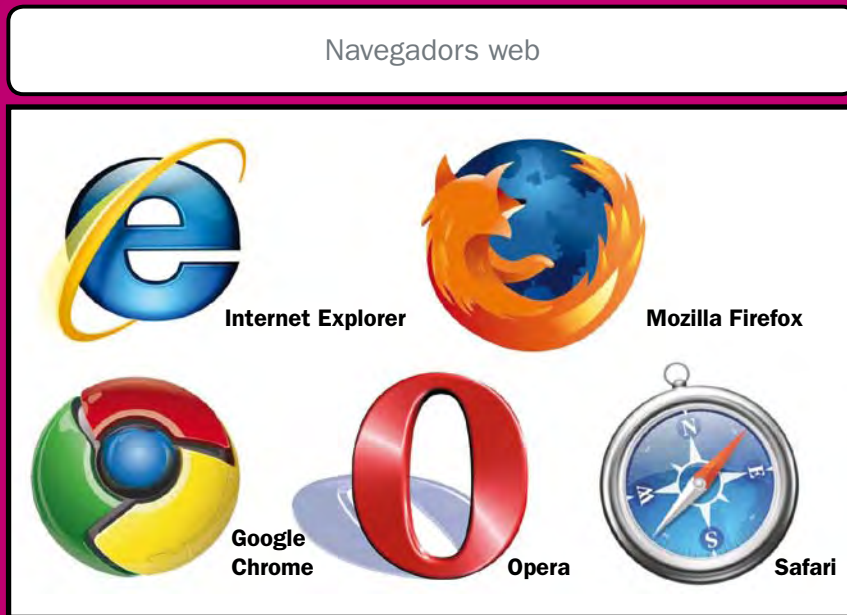 Navegadors web
Internet Explorer
Mozilla Firefox
Google
Chrome
Opera
Safari
N
E
S
W